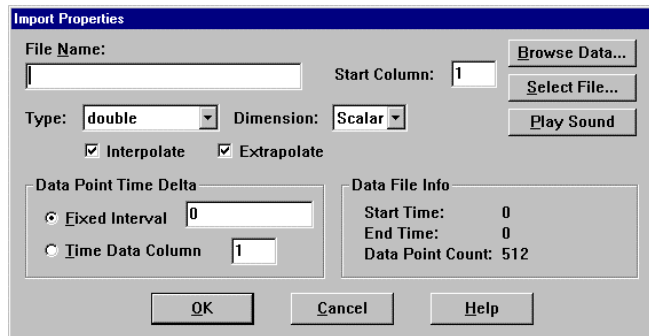 Import Properties
File Name:
Start Column: 1
Browse Data...
Select File...
Type: double Dimension: Scalar
Play Sound
Interpolate Extrapolate
Data Point Time Delta
Fixed Interval 0
Time Data Column 1
Data File Info
Start Time: 0
End Time: 0
Data Point Count: 512
OK Cancel Help